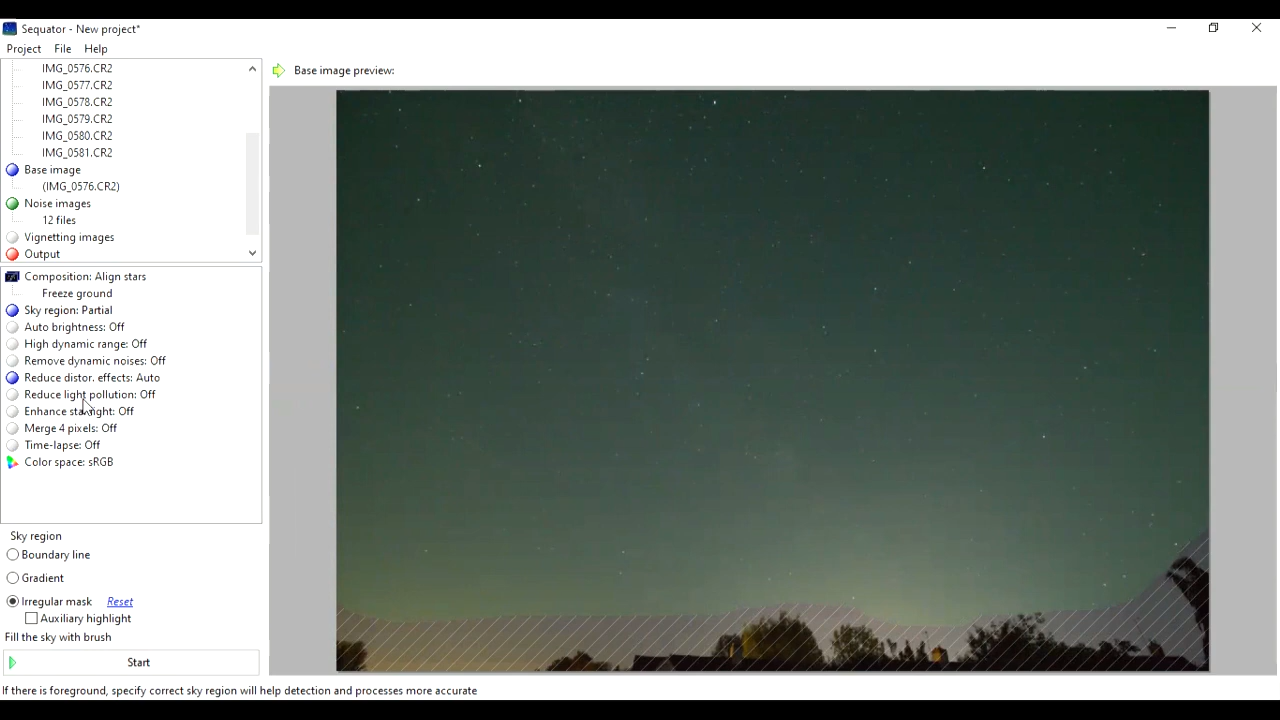 Sequator - New project*
Project File Help
IMG_0576.CR2
IMG_0577.CR2
IMG_0578.CR2
IMG_0579.CR2
IMG_0580.CR2
IMG_0581.CR2
Base image
(IMG_0576.CR2)
Noise images
12 files
Vignetting images
Output
Composition: Align stars
Freeze ground
Sky region: Partial
Auto brightness: Off
High dynamic range: Off
Remove dynamic noises: Off
Reduce distor. effects: Auto
Reduce light pollution: Off
Enhance star light: Off
Merge 4 pixels: Off
Time-lapse: Off
Color space: sRGB
Sky region
Boundary line
Gradient
Irregular mask Reset
Auxiliary highlight
Fill the sky with brush
Start
Base image preview:
If there is foreground, specify correct sky region will help detection and processes more accurate